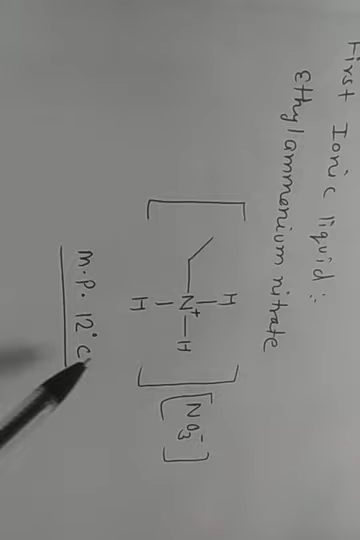 First Ionic liquid:
Ethylammonium nitrate
H
N+
H
H
[NO3-]
m.p. 12°C